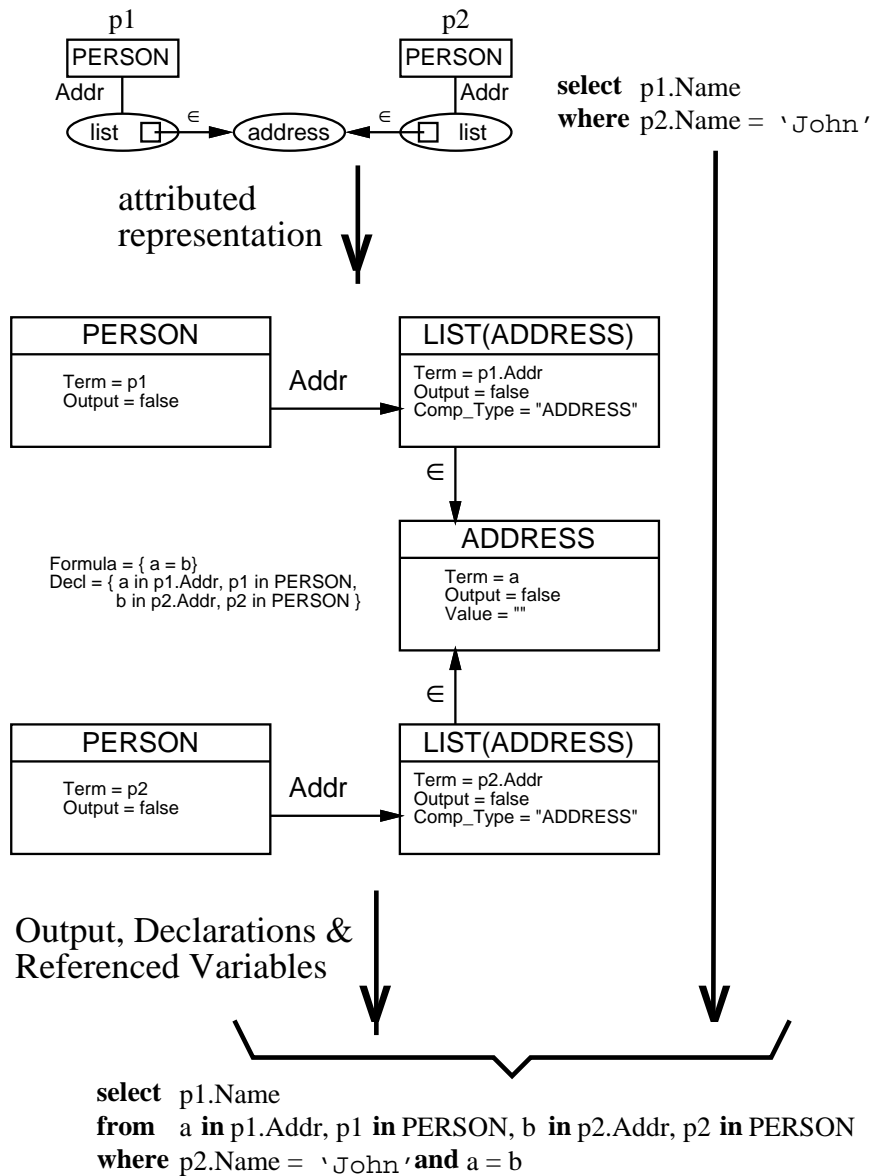 p1 p2
PERSON PERSON
Addr Addr
list ∈ address ∈ list
select p1.Name
where p2.Name = 'John'
attributed
representation
PERSON
Term = p1
Output = false
Addr
LIST(ADDRESS)
Term = p1.Addr
Output = false
Comp_Type = "ADDRESS"
∈
Formula = { a = b}
Decl = { a in p1.Addr, p1 in PERSON,
b in p2.Addr, p2 in PERSON }
ADDRESS
Term = a
Output = false
Value = ""
∈
PERSON
Term = p2
Output = false
Addr
LIST(ADDRESS)
Term = p2.Addr
Output = false
Comp_Type = "ADDRESS"
Output, Declarations &
Referenced Variables
select p1.Name
from a in p1.Addr, p1 in PERSON, b in p2.Addr, p2 in PERSON
where p2.Name = 'John' and a = b